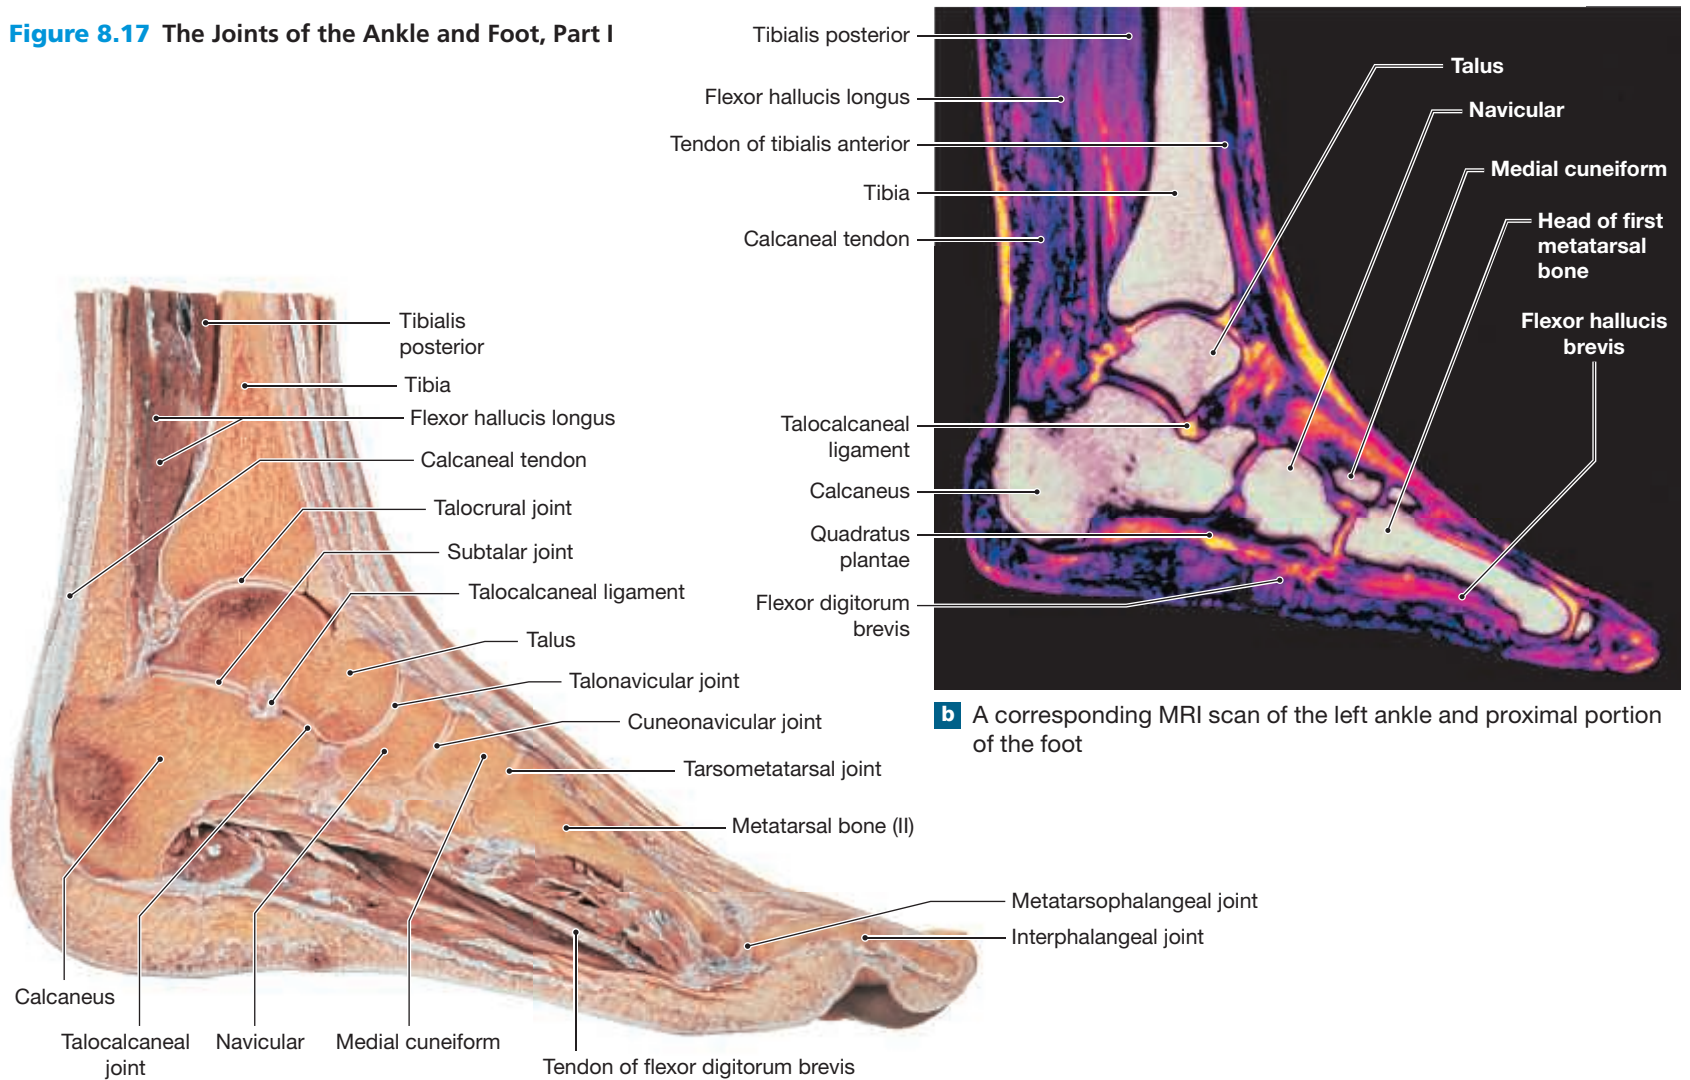 Figure 8.17 The Joints of the Ankle and Foot, Part I
Tibialis
posterior
Tibia
Flexor hallucis longus
Calcaneal tendon
Talocrural joint
Subtalar joint
Talocalcaneal ligament
Talus
Talonavicular joint
Cuneonavicular joint
Tarsometatarsal joint
Metatarsal bone (II)
Metatarsophalangeal joint
Interphalangeal joint
Calcaneus
Talocalcaneal
joint
Navicular
Medial cuneiform
Tendon of flexor digitorum brevis
Tibialis posterior
Flexor hallucis longus
Tendon of tibialis anterior
Tibia
Calcaneal tendon
Talocalcaneal
ligament
Calcaneus
Quadratus
plantae
Flexor digitorum
brevis
Talus
Navicular
Medial cuneiform
Head of first
metatarsal
bone
Flexor hallucis
brevis
b A corresponding MRI scan of the left ankle and proximal portion
of the foot